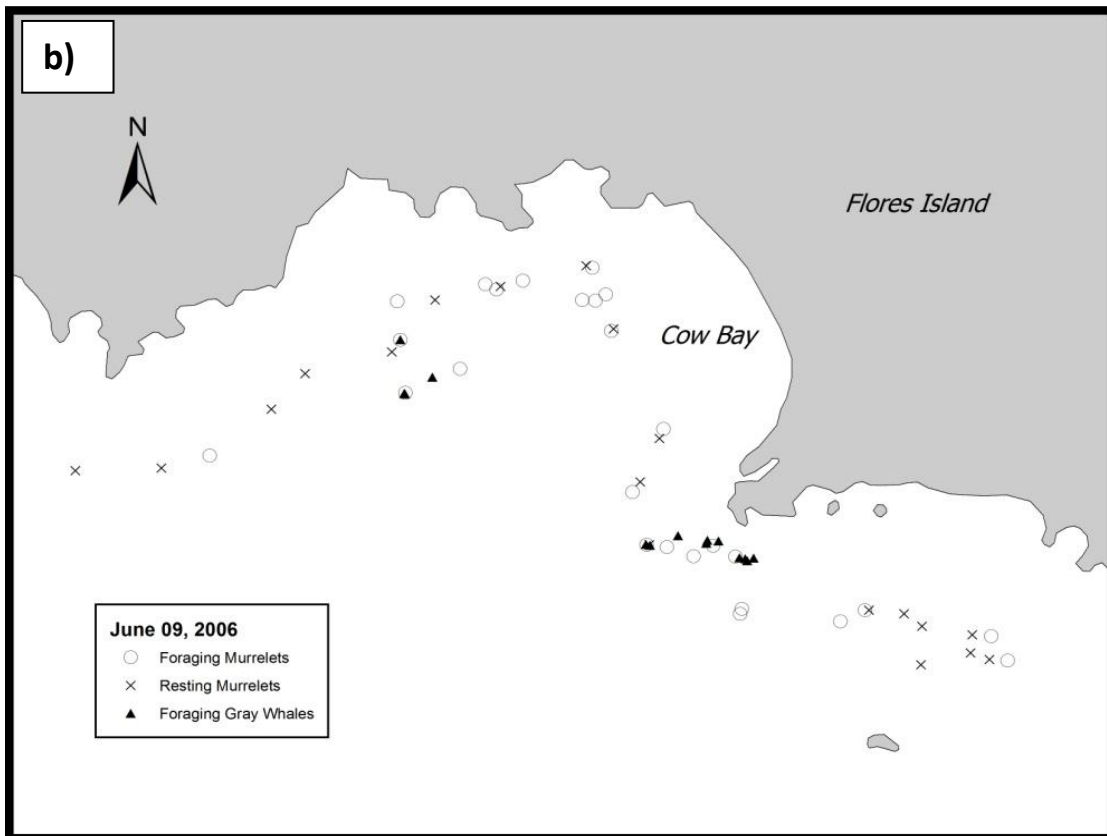 b)
N
Flores Island
Cow Bay
June 09, 2006
Foraging Murrelets
Resting Murrelets
Foraging Gray Whales